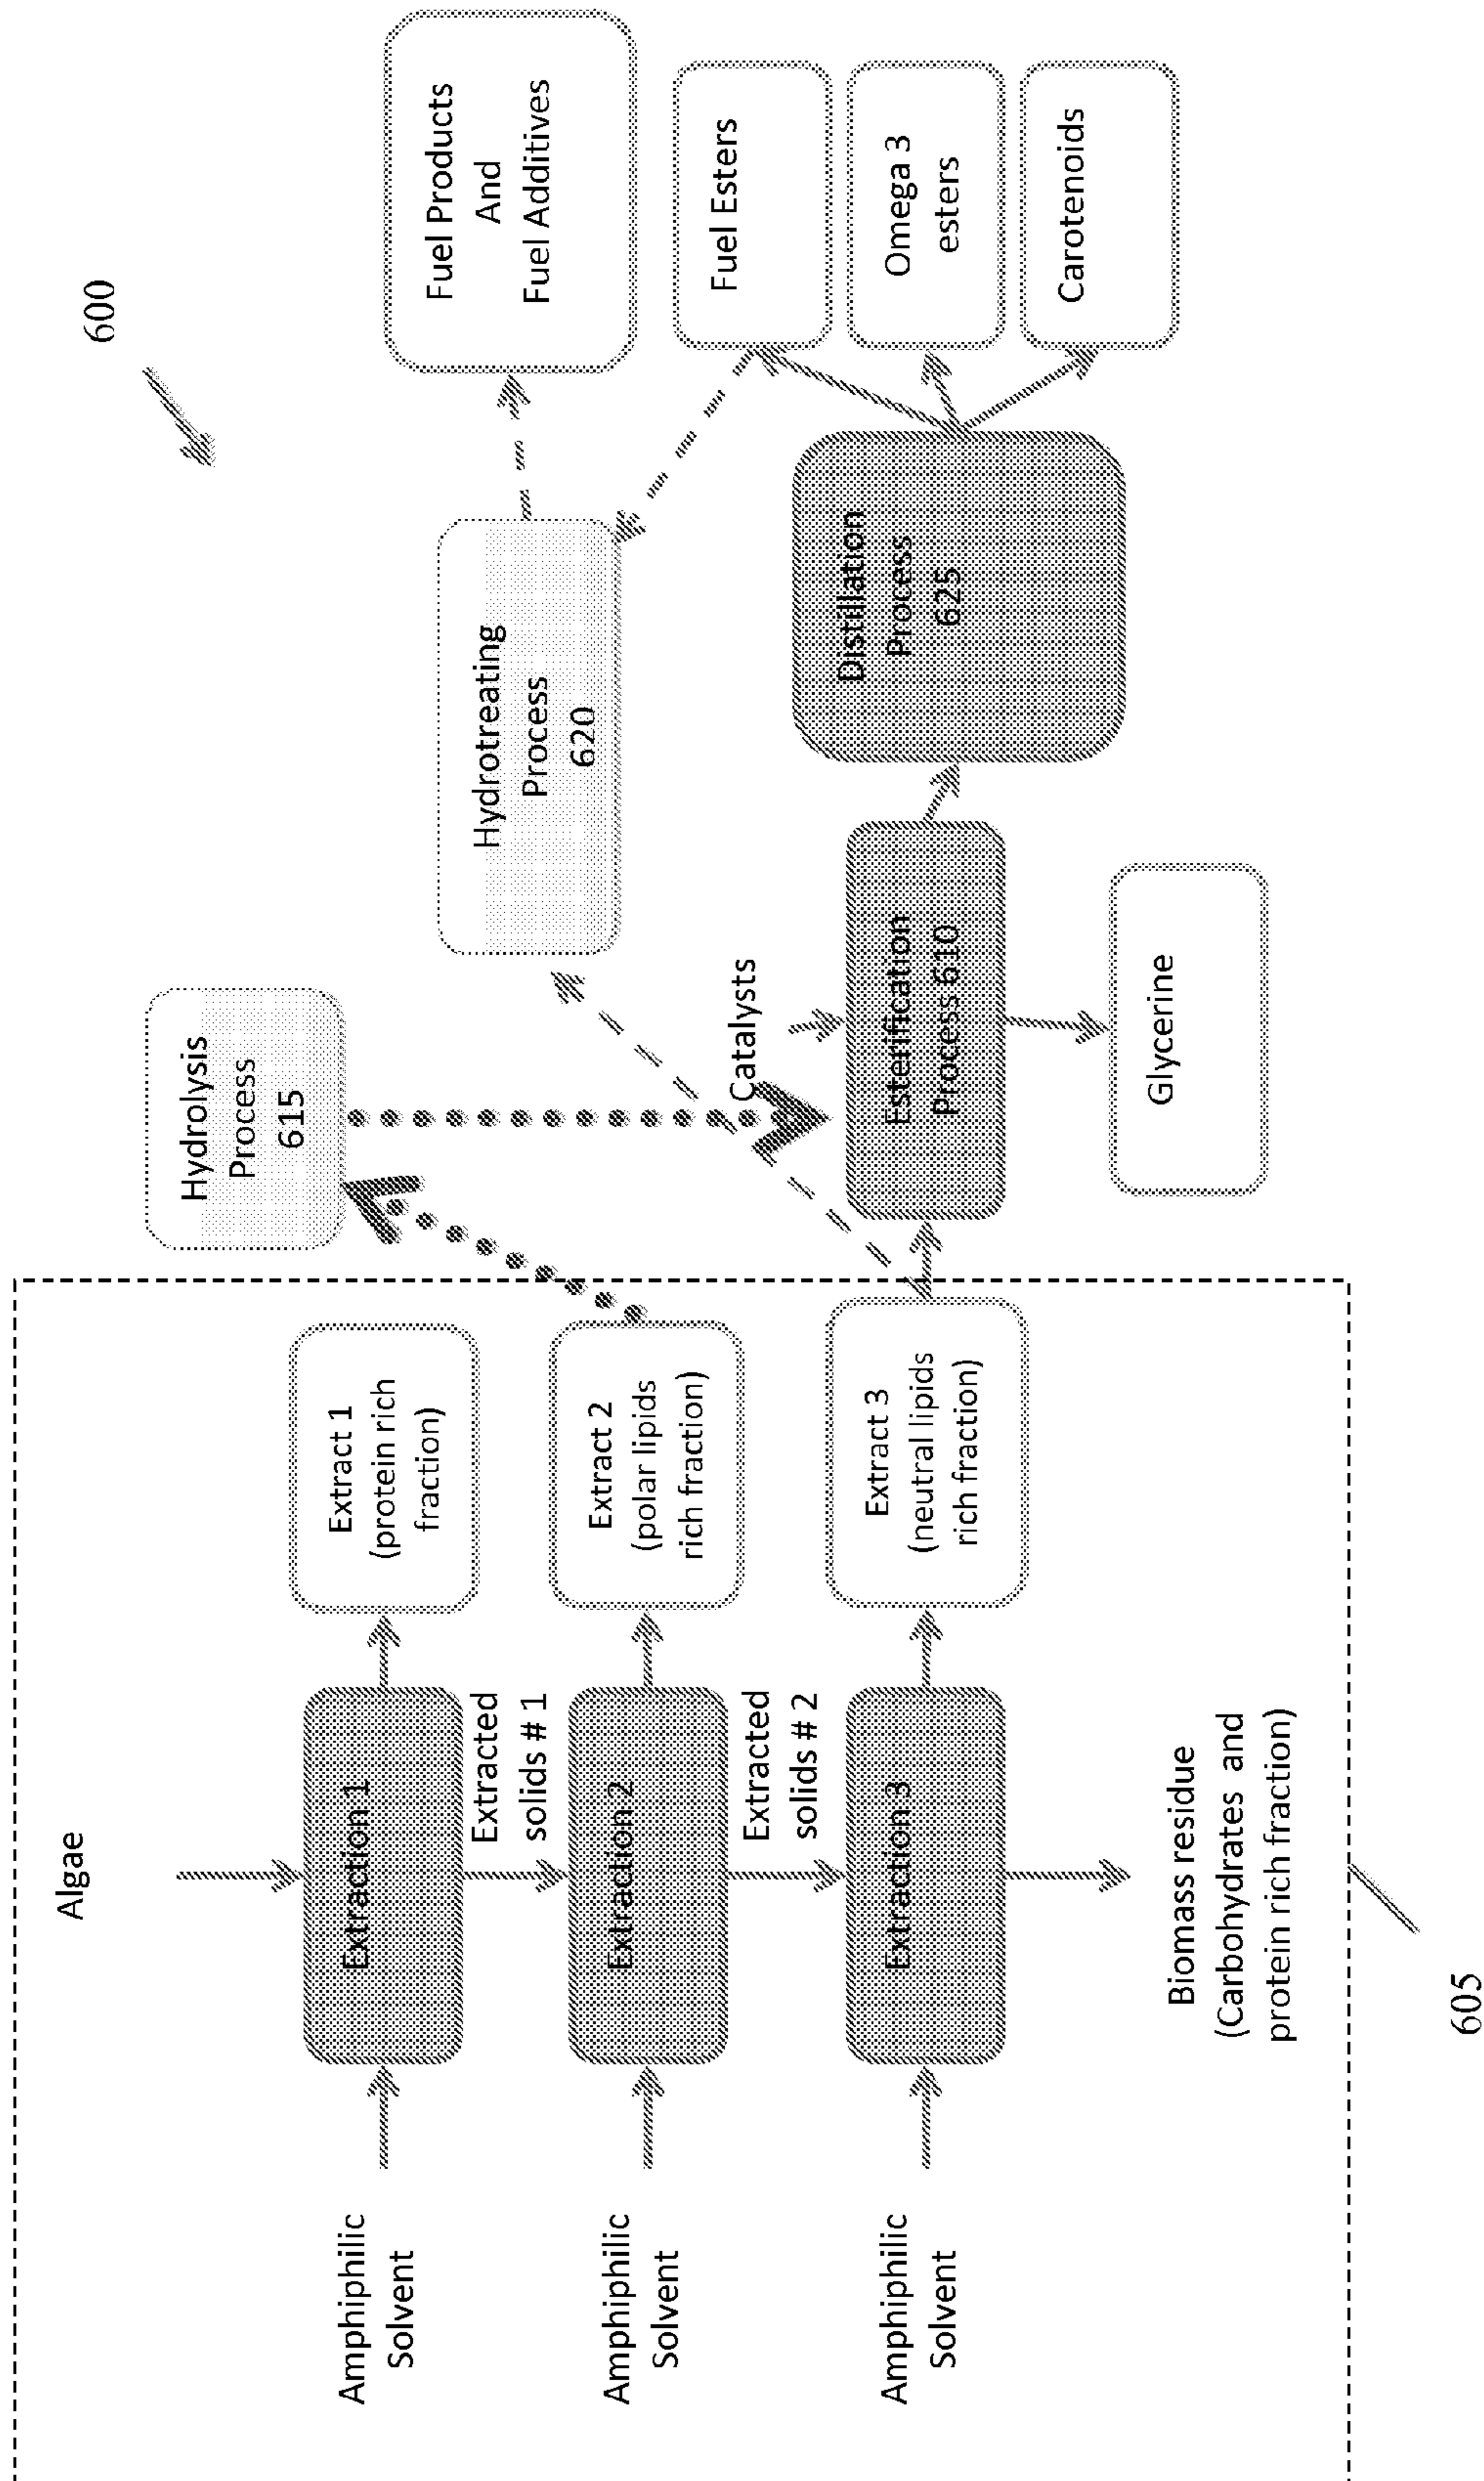 600
Algae
Amphiphilic
Solvent
Extraction 1
Extract 1
(protein rich
fraction)
Extracted
solids # 1
Amphiphilic
Solvent
Extraction 2
Extract 2
(polar lipids
rich fraction)
Extracted
solids # 2
Amphiphilic
Solvent
Extraction 3
Extract 3
(neutral lipids
rich fraction)
Biomass residue
(Carbohydrates and
protein rich fraction)
605
Hydrolysis
Process
615
Catalysts
Esterification
Process 610
Glycerine
Hydrotreating
Process
620
Distillation
Process
625
Fuel Products
And
Fuel Additives
Fuel Esters
Omega 3
esters
Carotenoids